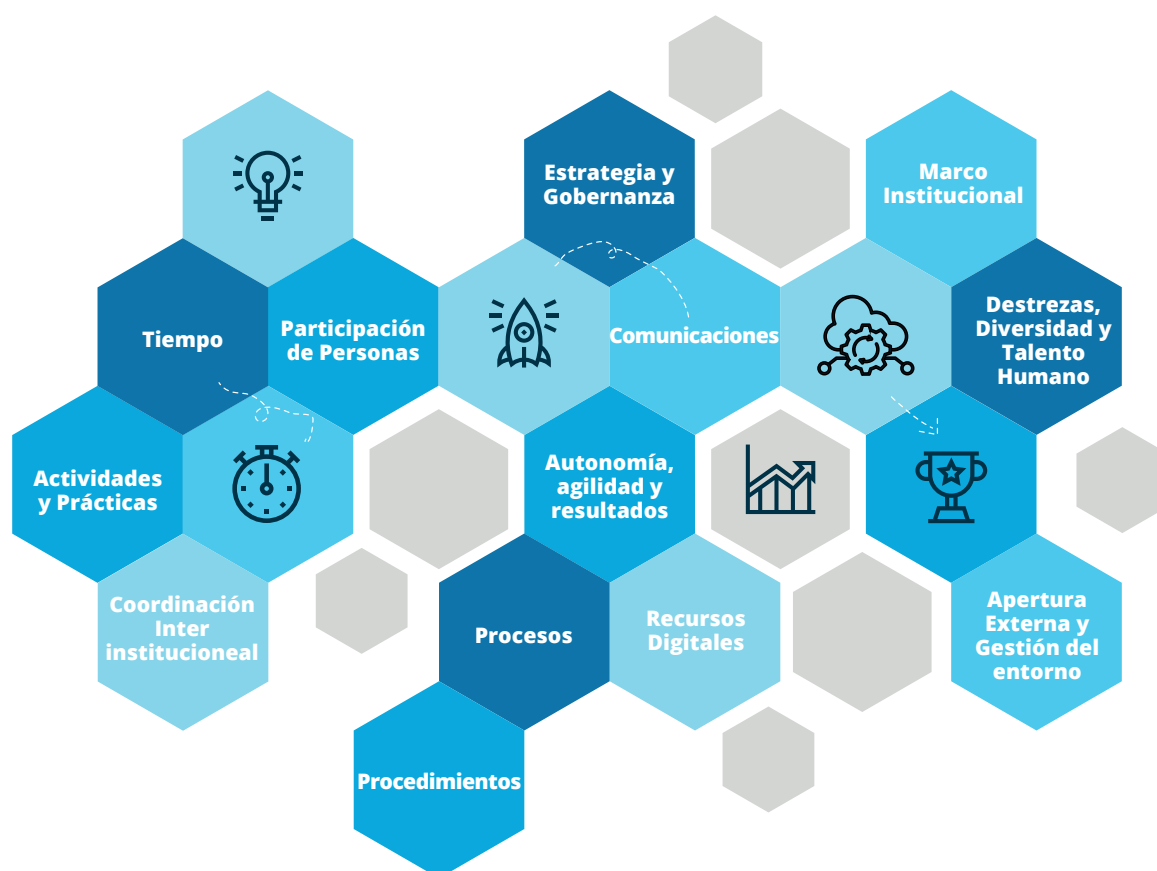 Estrategia y
Gobernanza
Marco
Institucional
Tiempo
Participación
de Personas
Comunicaciones
Destrezas,
Diversidad y
Talento
Humano
Actividades
y Prácticas
Autonomía,
agilidad y
resultados
Coordinación
Inter
institucioneal
Procesos
Recursos
Digitales
Apertura
Externa y
Gestión del
entorno
Procedimientos